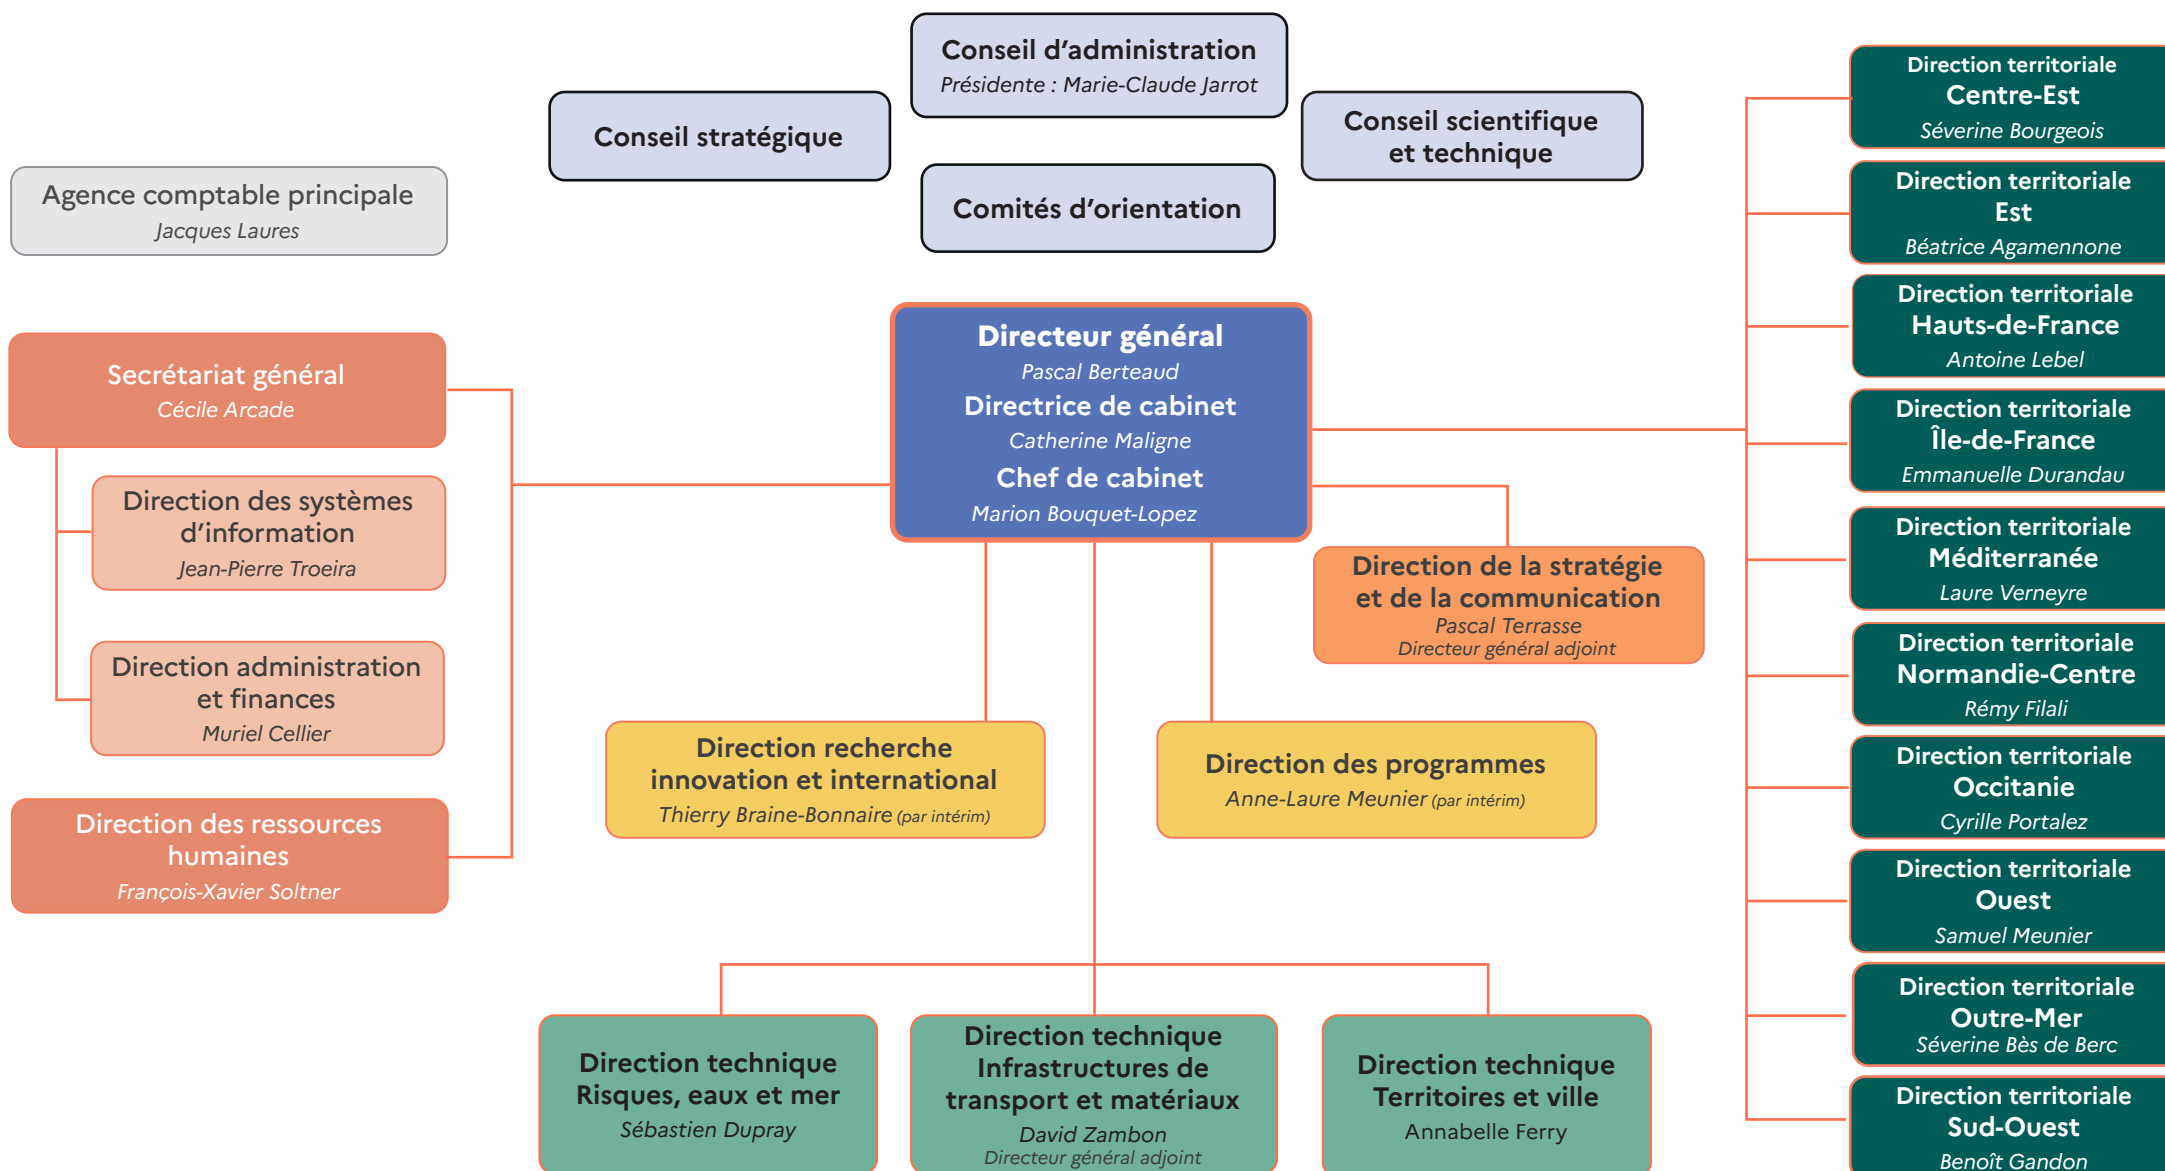 Conseil d'administration
Présidente : Marie-Claude Jarrot
Conseil stratégique
Conseil scientifique
et technique
Comités d'orientation
Agence comptable principale
Jacques Laures
Directeur général
Pascal Berteaud
Directrice de cabinet
Catherine Maligne
Chef de cabinet
Marion Bouquet-Lopez
Secrétariat général
Cécile Arcade
Direction des systèmes
d'information
Jean-Pierre Troeira
Direction administration
et finances
Muriel Cellier
Direction des ressources
humaines
François-Xavier Soltner
Direction de la stratégie
et de la communication
Pascal Terrasse
Directeur général adjoint
Direction recherche
innovation et international
Thierry Braine-Bonnaire (par intérim)
Direction des programmes
Anne-Laure Meunier (par intérim)
Direction technique
Risques, eaux et mer
Sébastien Dupray
Direction technique
Infrastructures de
transport et matériaux
David Zambon
Directeur général adjoint
Direction technique
Territoires et ville
Annabelle Ferry
Direction territoriale
Centre-Est
Séverine Bourgeois
Direction territoriale
Est
Béatrice Agamennone
Direction territoriale
Hauts-de-France
Antoine Lebel
Direction territoriale
Île-de-France
Emmanuelle Durandau
Direction territoriale
Méditerranée
Laure Verneyre
Direction territoriale
Normandie-Centre
Rémy Filali
Direction territoriale
Occitanie
Cyrille Portalez
Direction territoriale
Ouest
Samuel Meunier
Direction territoriale
Outre-Mer
Séverine Bès de Berc
Direction territoriale
Sud-Ouest
Benoît Gandon